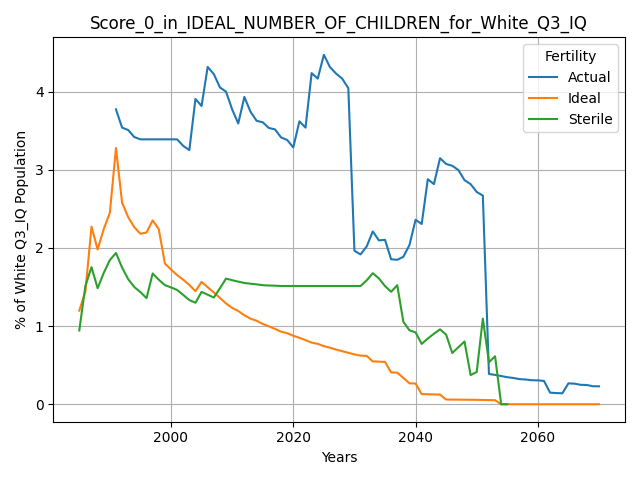 Score_0_in_IDEAL_NUMBER_OF_CHILDREN_for_White_Q3_IQ
Fertility
Actual
Ideal
Sterile
% of White Q3_IQ Population
4
3
2
1
0
2000 2020 2040 2060
Years